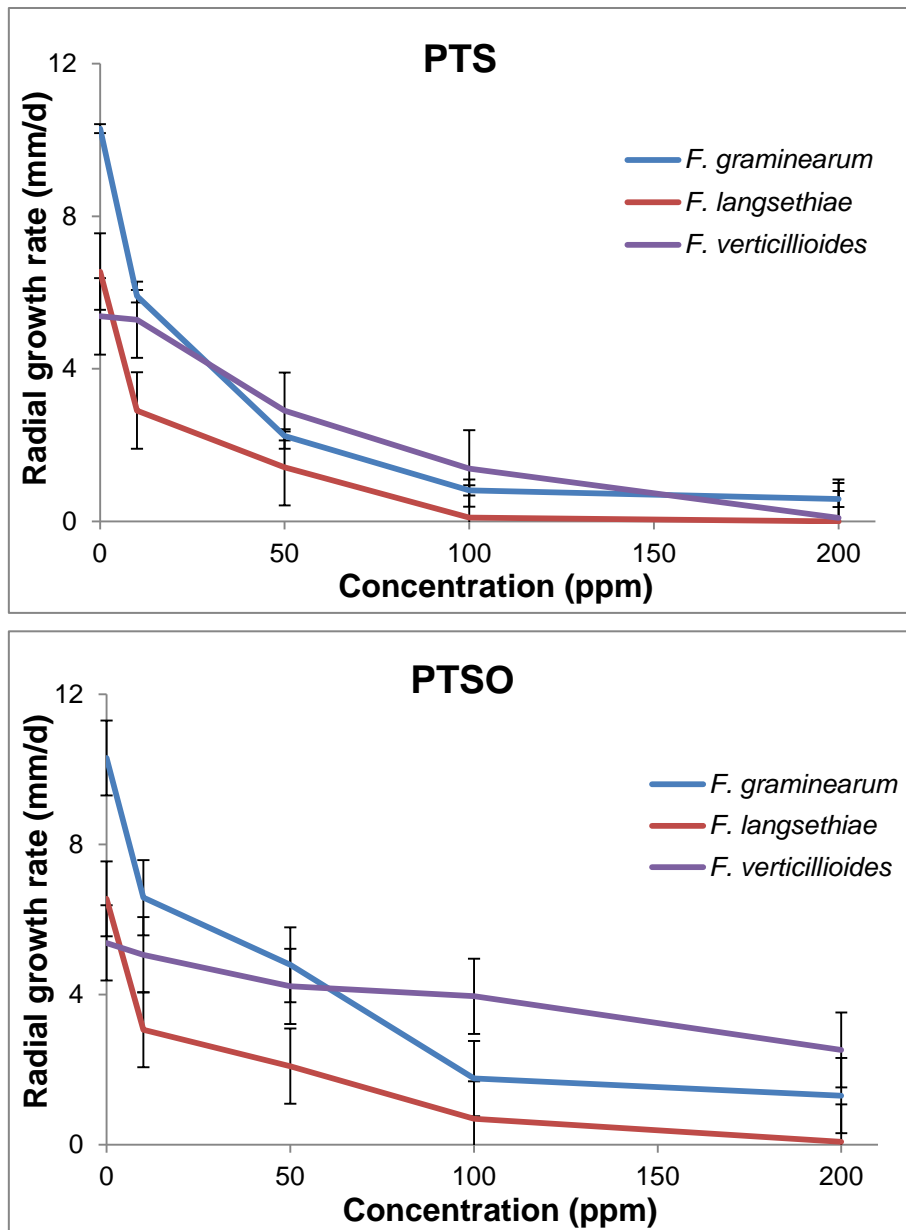 PTS
12
8
4
0
Radial growth rate (mm/d)
F. graminearum
F. langsethiae
F. verticillioides
0 50 100 150 200
Concentration (ppm)
PTSO
12
8
4
0
Radial growth rate (mm/d)
F. graminearum
F. langsethiae
F. verticillioides
0 50 100 150 200
Concentration (ppm)